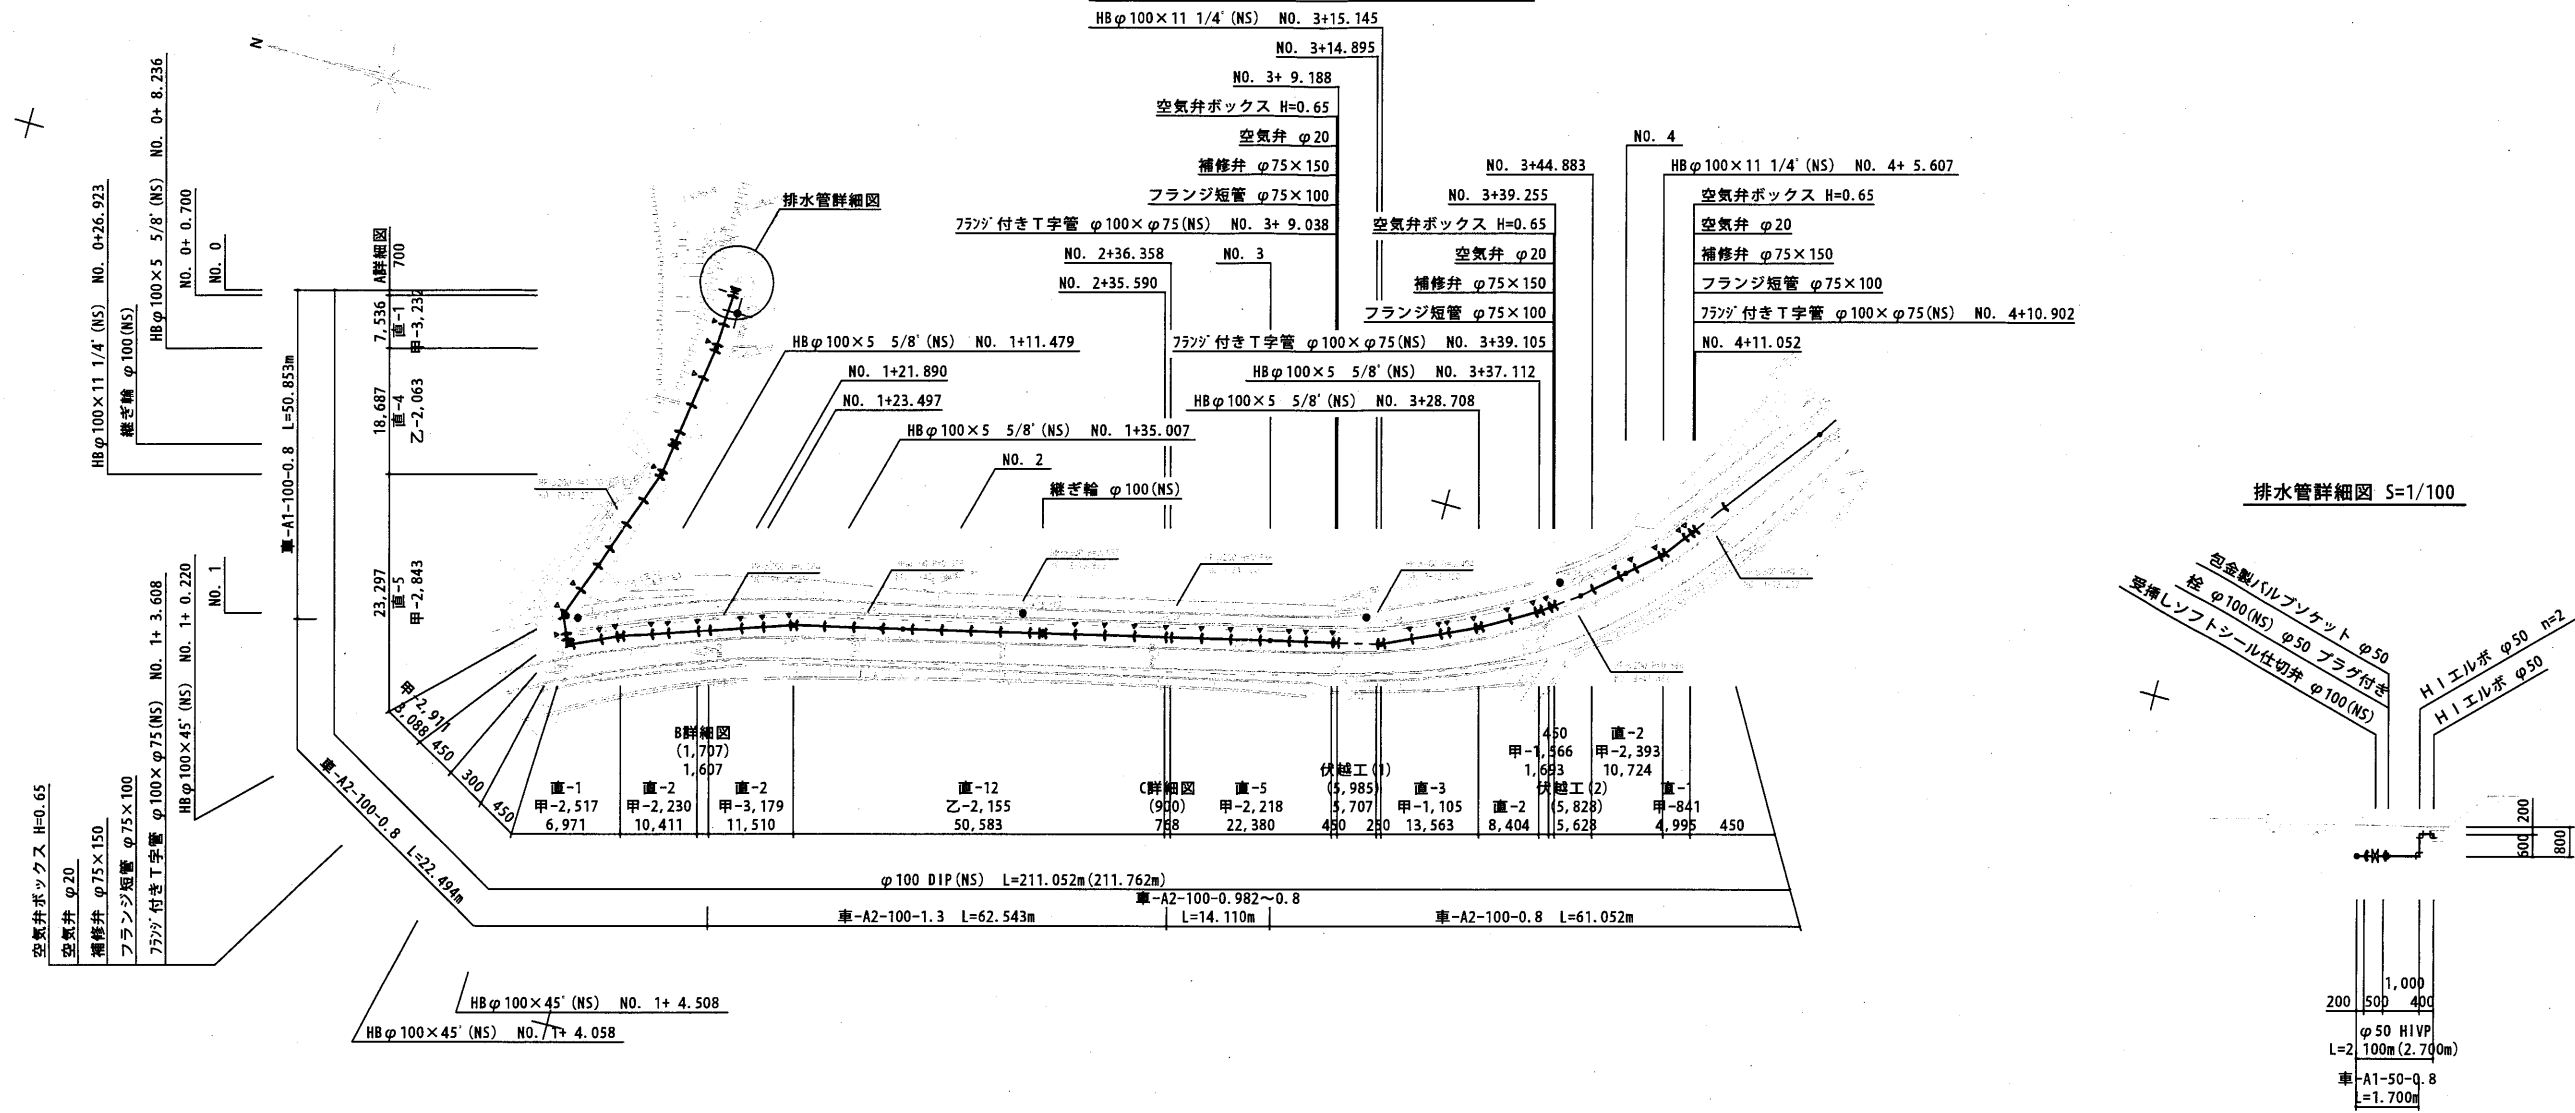 HBφ100×11 1/4ﾟ(NS) NO. 3+15.145
NO. 3+14.895
NO. 3+ 9.188
空気弁ボックス H=0.65
空気弁 φ20
補修弁 φ75×150
フランジ短管 φ75×100
ﾌﾗﾝｼﾞ付きＴ字管 φ100×φ75(NS) NO. 3+ 9.038
NO. 2+36.358
NO. 2+35.590
NO. 3
NO. 3+44.883
NO. 3+39.255
空気弁ボックス H=0.65
空気弁 φ20
補修弁 φ75×150
フランジ短管 φ75×100
ﾌﾗﾝｼﾞ付きＴ字管 φ100×φ75(NS) NO. 3+39.105
HBφ100×5 5/8ﾟ(NS) NO. 3+37.112
HBφ100×5 5/8ﾟ(NS) NO. 3+28.708
NO. 4
HBφ100×11 1/4ﾟ(NS) NO. 4+ 5.607
空気弁ボックス H=0.65
空気弁 φ20
補修弁 φ75×150
フランジ短管 φ75×100
ﾌﾗﾝｼﾞ付きＴ字管 φ100×φ75(NS) NO. 4+10.902
NO. 4+11.052
N
排水管詳細図
HBφ100×5 5/8ﾟ(NS) NO. 1+11.479
NO. 1+21.890
NO. 1+23.497
HBφ100×5 5/8ﾟ(NS) NO. 1+35.007
NO. 2
継ぎ輪 φ100(NS)
HBφ100×11 1/4ﾟ(NS) NO. 0+26.923
継ぎ輪 φ100(NS)
HBφ100×5 5/8ﾟ(NS) NO. 0+ 8.236
NO. 0+ 0.700
NO. 0
車-A1-100-0.8 L=50.853m
A詳細図
700
7,536
直-1
甲-3,232
18,687
直-4
乙-2,063
23,297
直-5
甲-2,843
空気弁ボックス H=0.65
空気弁 φ20
補修弁 φ75×150
フランジ短管 φ75×100
ﾌﾗﾝｼﾞ付きＴ字管 φ100×φ75(NS) NO. 1+ 3.608
HBφ100×45ﾟ(NS) NO. 1+ 0.220
NO. 1
甲-2,911
3,088
450
300
450
車-A2-100-0.8 L=22.494m
直-1
甲-2,517
6,971
直-2
甲-2,230
10,411
B詳細図
(1,707)
1,607
直-2
甲-3,179
11,510
直-12
乙-2,155
50,583
C詳細図
(900)
768
直-5
甲-2,218
22,380
450
伏越工(1)
(5,985)
5,707
250
直-3
甲-1,105
13,563
直-2
8,404
450
甲-1,566
1,693
伏越工(2)
(5,828)
5,628
直-2
甲-2,393
10,724
直-1
甲-841
4,995
450
φ100 DIP(NS) L=211.052m(211.762m)
車-A2-100-1.3 L=62.543m
車-A2-100-0.982～0.8
L=14.110m
車-A2-100-0.8 L=61.052m
HBφ100×45ﾟ(NS) NO. 1+ 4.508
HBφ100×45ﾟ(NS) NO. 1+ 4.058
排水管詳細図 S=1/100
包金製バルブソケット φ50
栓 φ100(NS) φ50 プラグ付き
受挿しソフトシール仕切弁 φ100(NS)
ＨＩエルボ φ50 n=2
ＨＩエルボ φ50
200
600
800
1,000
200 500 400
φ50 HIVP
L=2.100m(2.700m)
車-A1-50-0.8
L=1.700m